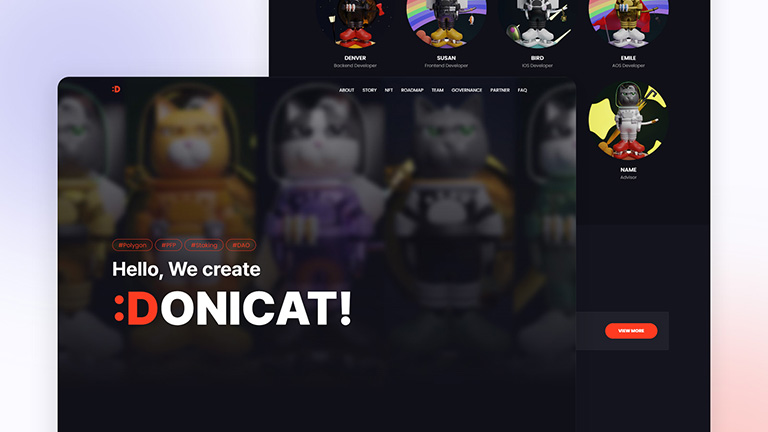 DENVER SUSAN BIRD EMILE
Backend Developer Frontend Developer IOS Developer AOS Developer
:D ABOUT STORY NFT ROADMAP TEAM GOVERNANCE PARTNER FAQ
NAME
Advisor
#Polygon #PFP #Staking #DAO
Hello, We create
:DONICAT!
VIEW MORE